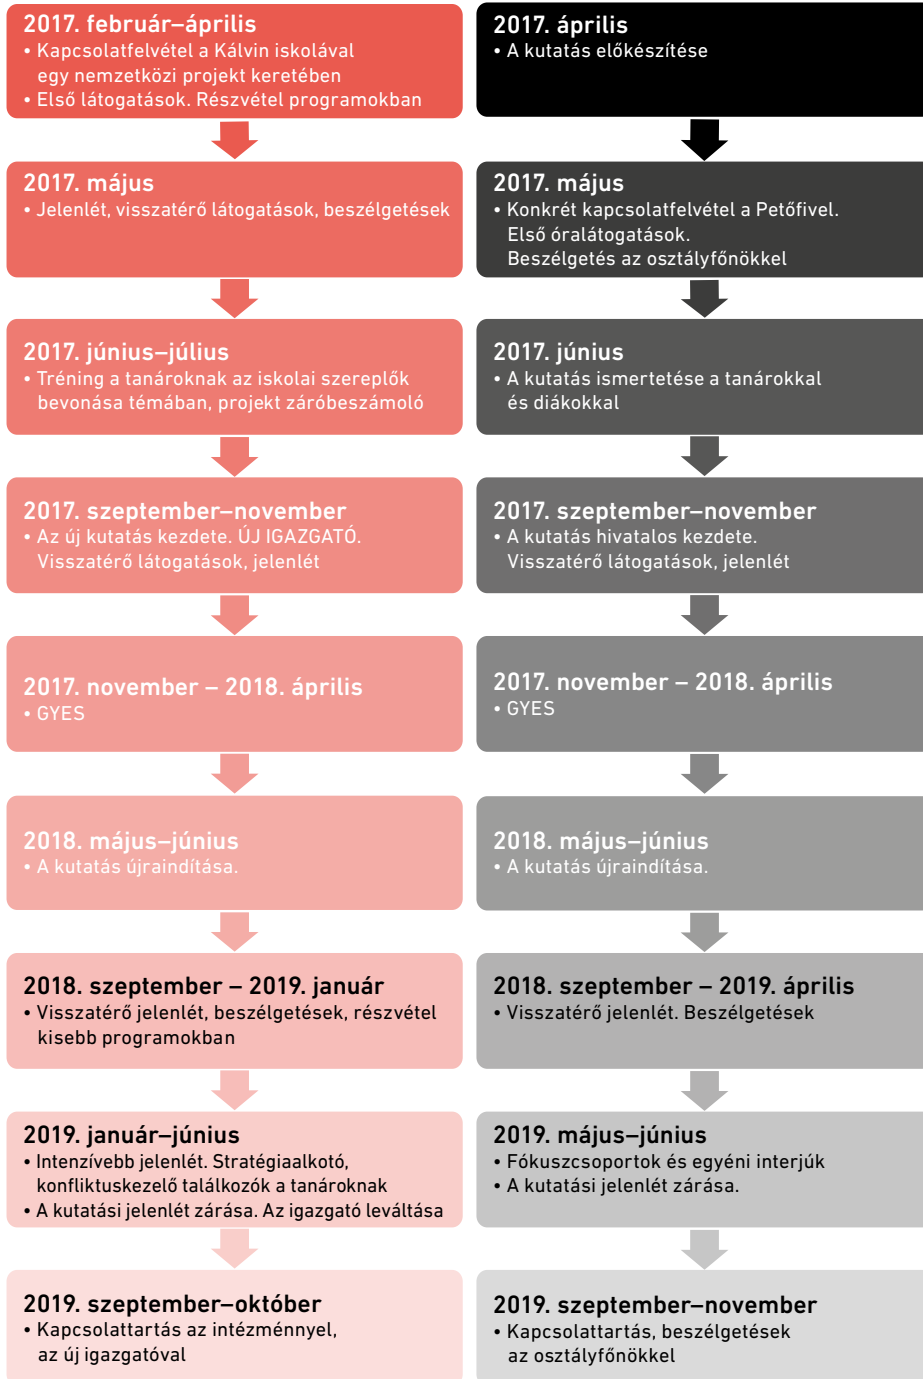 2017. február–április
• Kapcsolatfelvétel a Kálvin iskolával
egy nemzetközi projekt keretében
• Első látogatások. Részvétel programokban
2017. május
• Jelenlét, visszatérő látogatások, beszélgetések
2017. június–július
• Tréning a tanároknak az iskolai szereplők
bevonása témában, projekt záróbeszámoló
2017. szeptember–november
• Az új kutatás kezdete. ÚJ IGAZGATÓ.
Visszatérő látogatások, jelenlét
2017. november – 2018. április
• GYES
2018. május–június
• A kutatás újraindítása.
2018. szeptember – 2019. január
• Visszatérő jelenlét, beszélgetések, részvétel
kisebb programokban
2019. január–június
• Intenzívebb jelenlét. Stratégiaalkotó,
konfliktuskezelő találkozók a tanároknak
• A kutatási jelenlét zárása. Az igazgató leváltása
2019. szeptember–október
• Kapcsolattartás az intézménnyel,
az új igazgatóval
2017. április
• A kutatás előkészítése
2017. május
• Konkrét kapcsolatfelvétel a Petőfivel.
Első óralátogatások.
Beszélgetés az osztályfőnökkel
2017. június
• A kutatás ismertetése a tanárokkal
és diákokkal
2017. szeptember–november
• A kutatás hivatalos kezdete.
Visszatérő látogatások, jelenlét
2017. november – 2018. április
• GYES
2018. május–június
• A kutatás újraindítása.
2018. szeptember – 2019. április
• Visszatérő jelenlét. Beszélgetések
2019. május–június
• Fókuszcsoportok és egyéni interjúk
• A kutatási jelenlét zárása.
2019. szeptember–november
• Kapcsolattartás, beszélgetések
az osztályfőnökkel